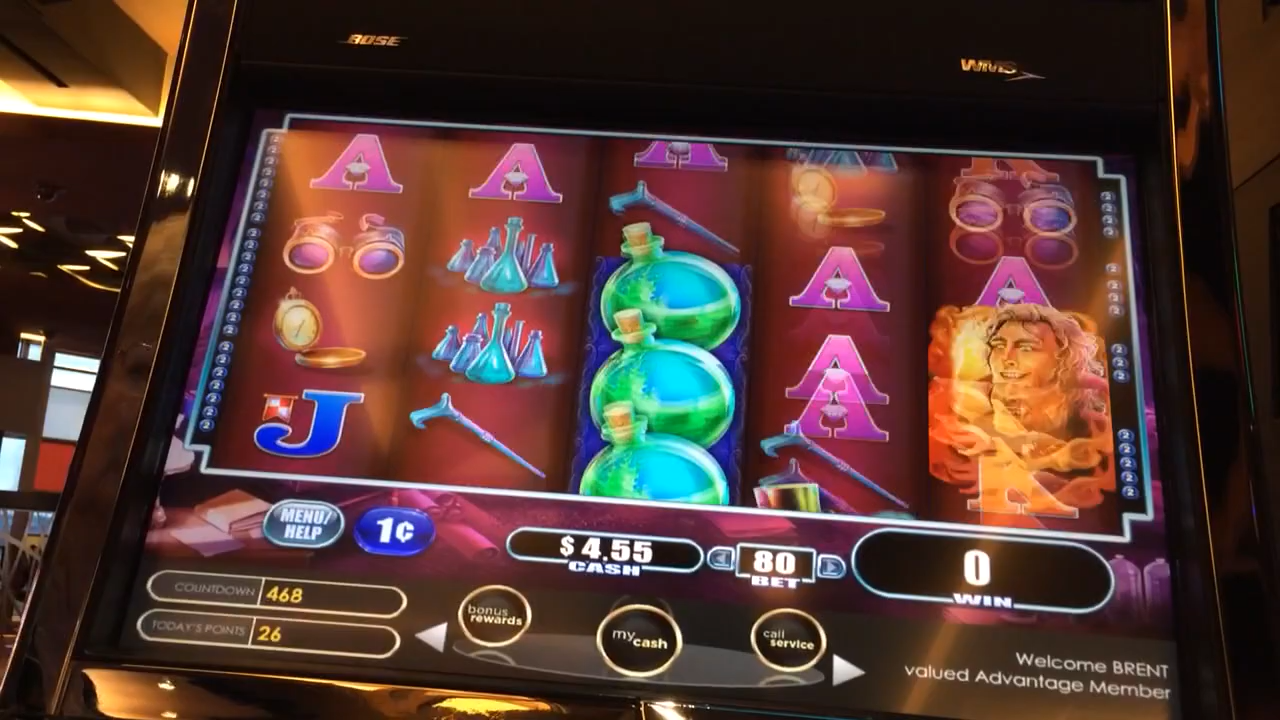 BOSE
WMS
A
A
A
A
A
A
A
J
K
K
MENU/
HELP
1¢
$4.55
CASH
80
BET
0
WIN
COUNTDOWN 468
TODAY'S POINTS 26
bonus
rewards
my cash
call
service
Welcome BRENT
valued Advantage Member